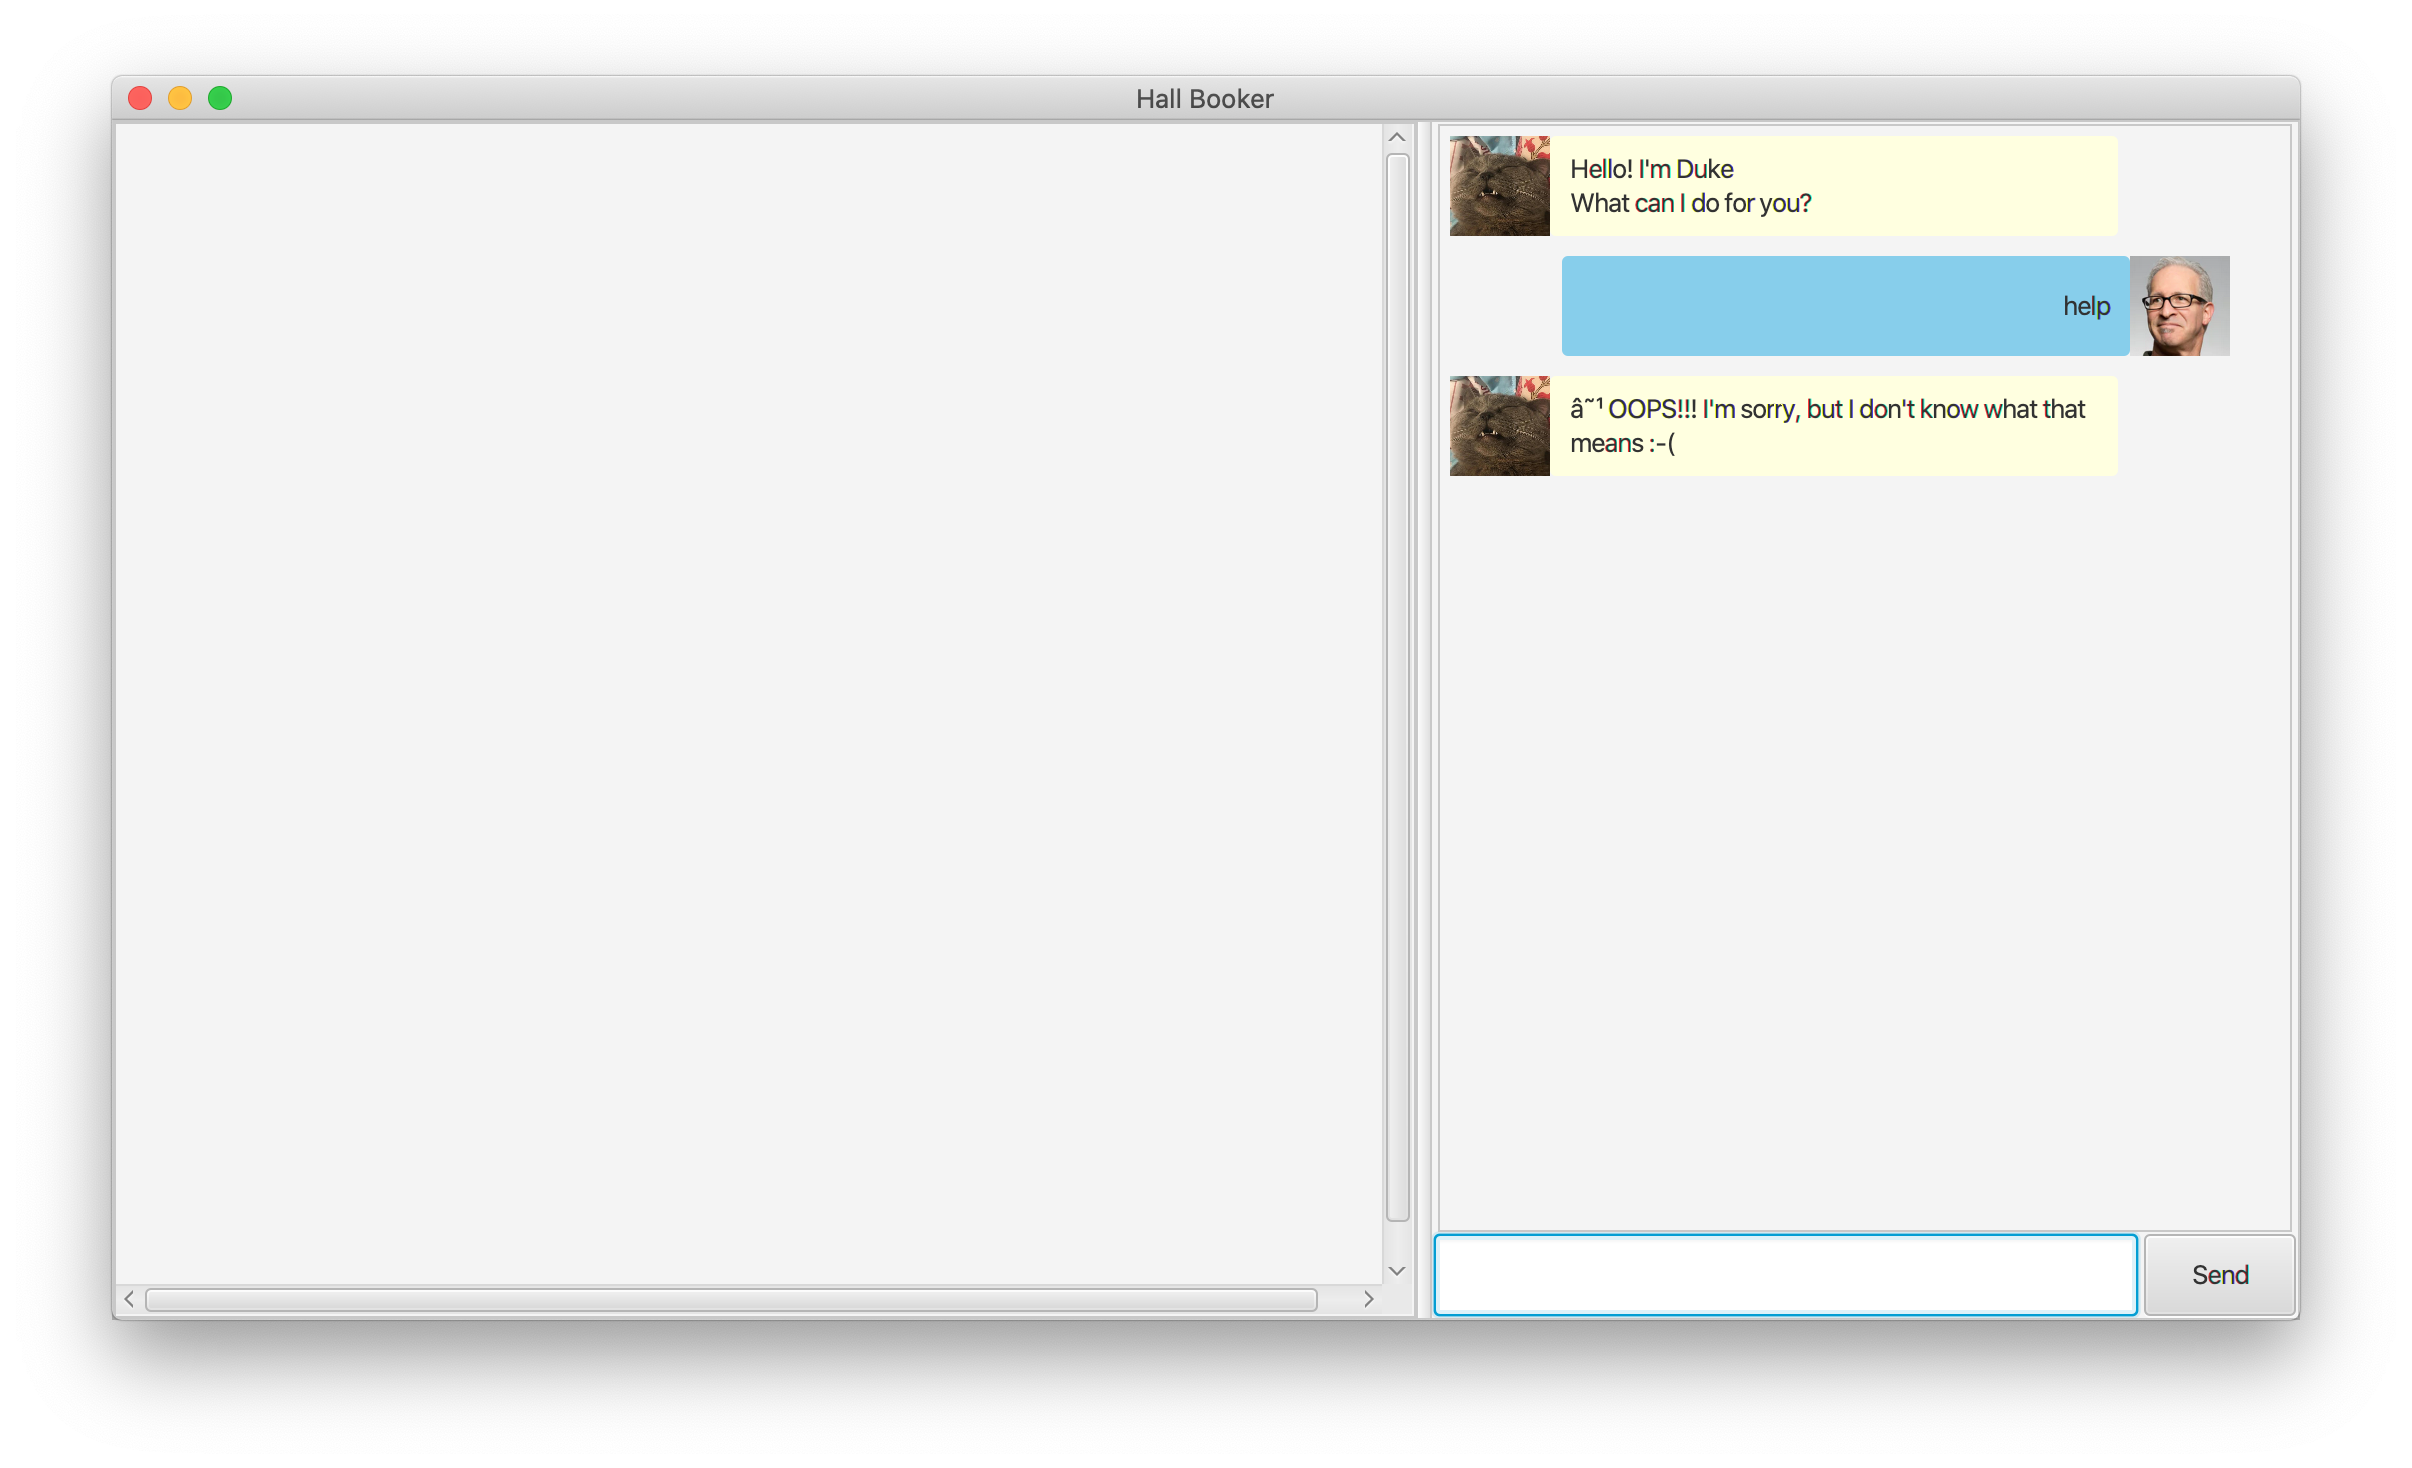 Hall Booker
Hello! I'm Duke
What can I do for you?
help
â˜¹ OOPS!!! I'm sorry, but I don't know what that
means :-(
Send